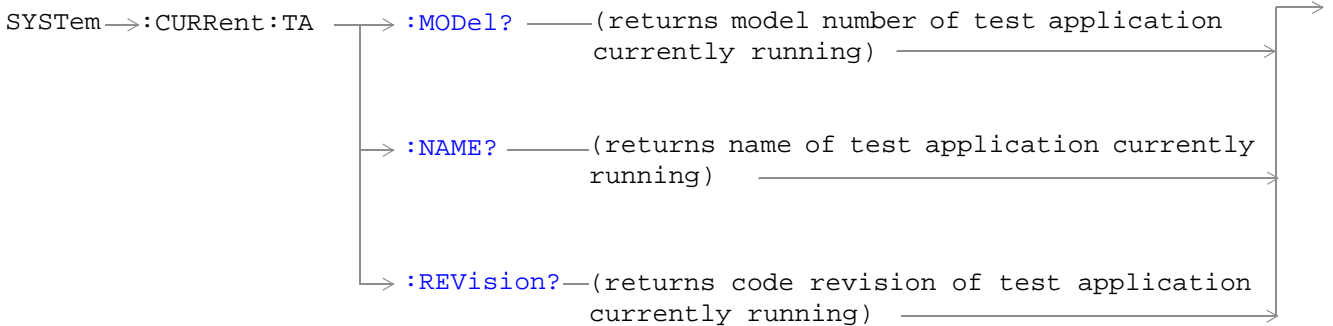 SYSTem :CURRent:TA :MODel? (returns model number of test application
currently running)
:NAME? (returns name of test application currently
running)
:REVision? (returns code revision of test application
currently running)